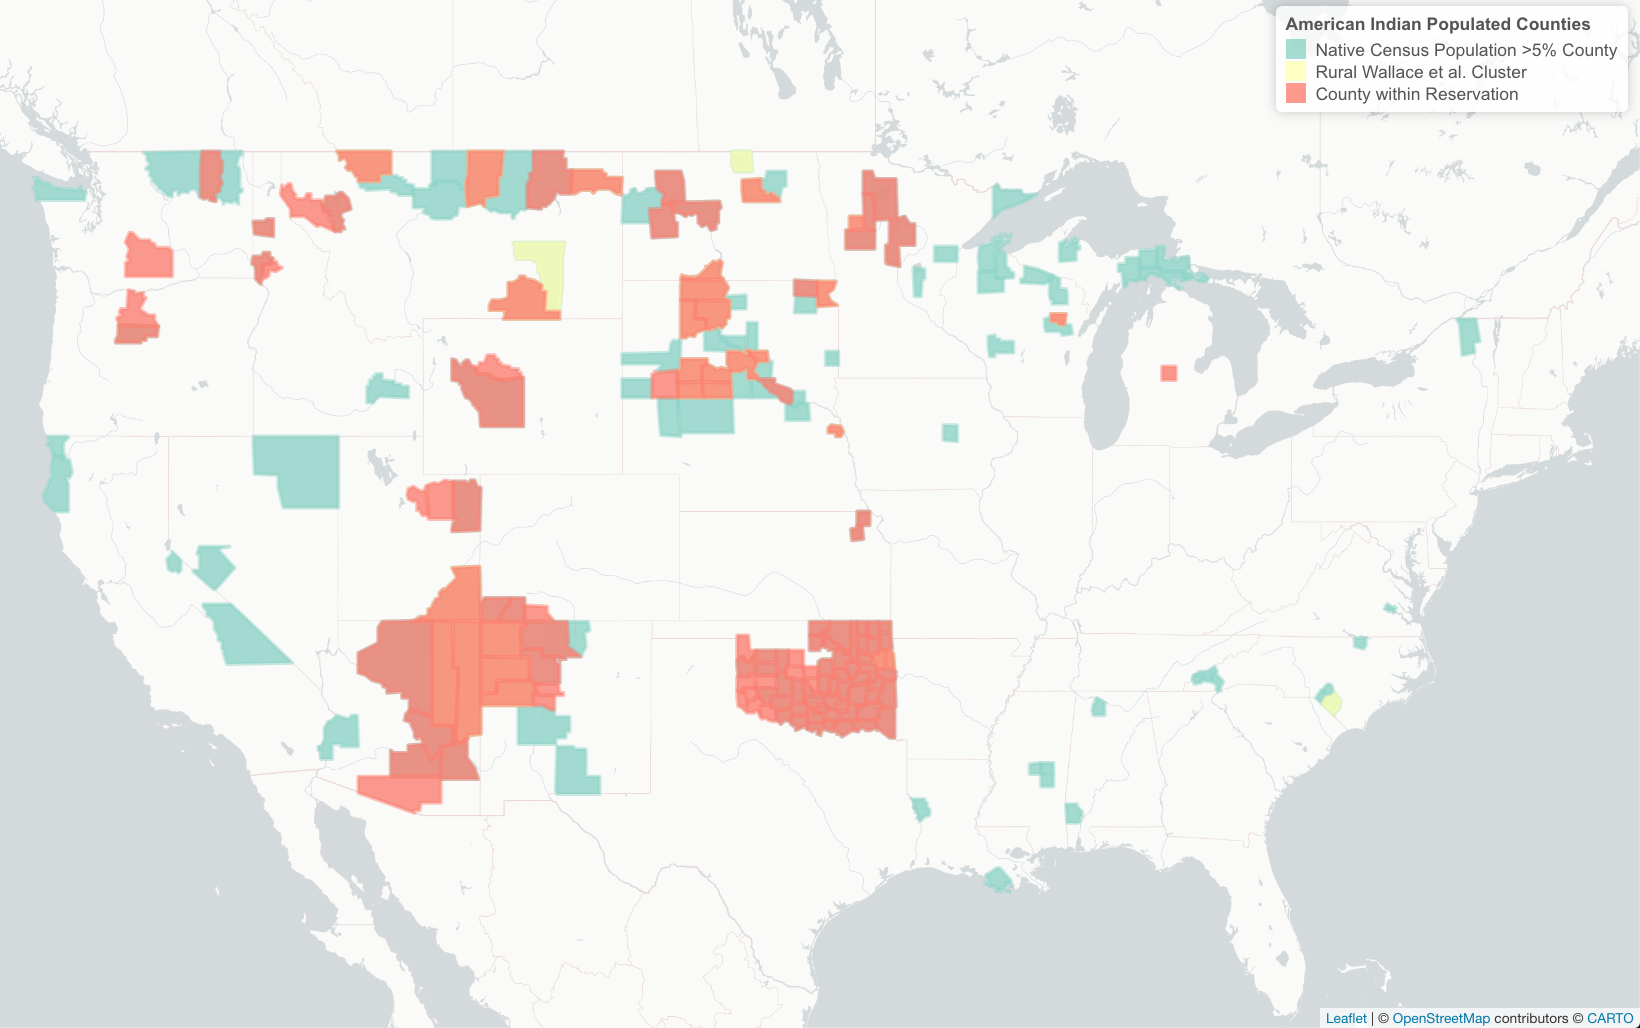 American Indian Populated Counties
Native Census Population >5% County
Rural Wallace et al. Cluster
County within Reservation
Leaflet | © OpenStreetMap contributors © CARTO